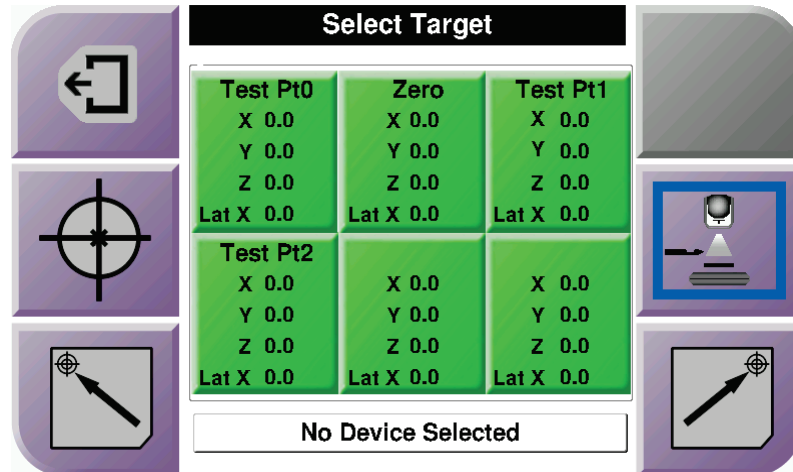 Select Target
Test Pt0 Zero Test Pt1
X 0.0 X 0.0 X 0.0
Y 0.0 Y 0.0 Y 0.0
Z 0.0 Z 0.0 Z 0.0
Lat X 0.0 Lat X 0.0 Lat X 0.0
Test Pt2
X 0.0 X 0.0 X 0.0
Y 0.0 Y 0.0 Y 0.0
Z 0.0 Z 0.0 Z 0.0
Lat X 0.0 Lat X 0.0 Lat X 0.0
No Device Selected